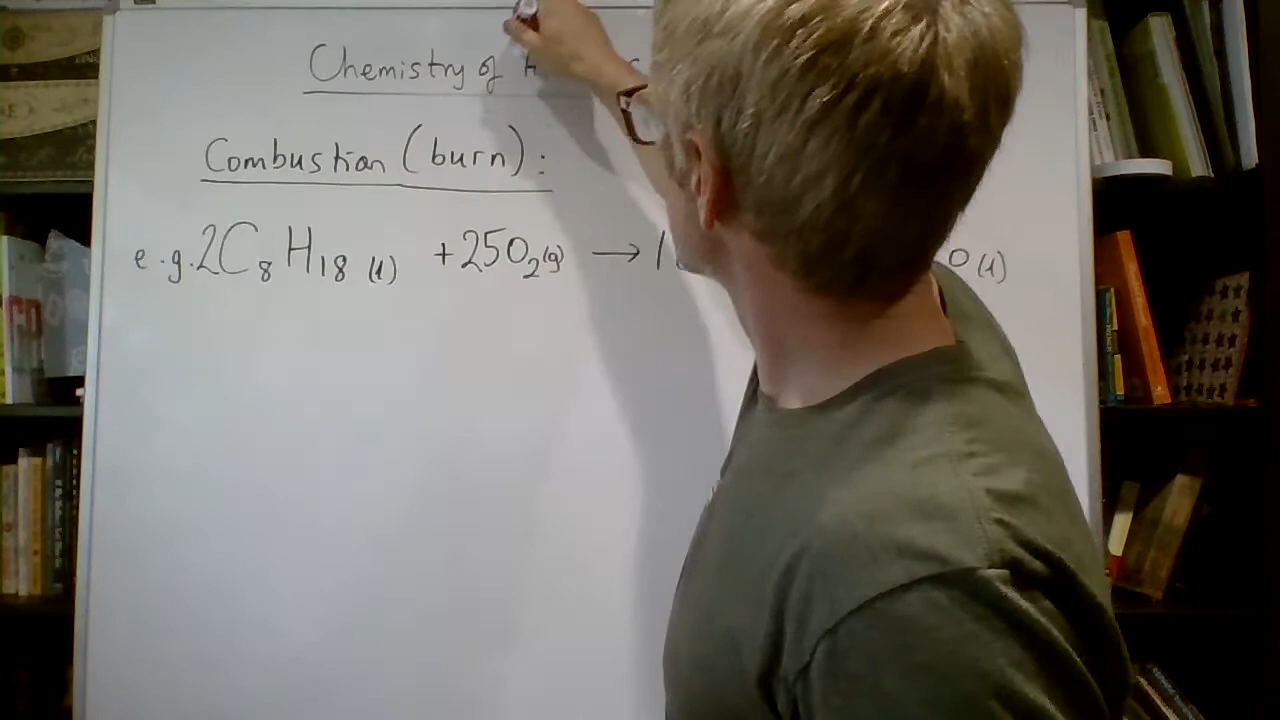 Chemistry of
Combustion (burn):
e.g. 2C₈H₁₈ (l) + 25O₂(g) → 1 O (l)